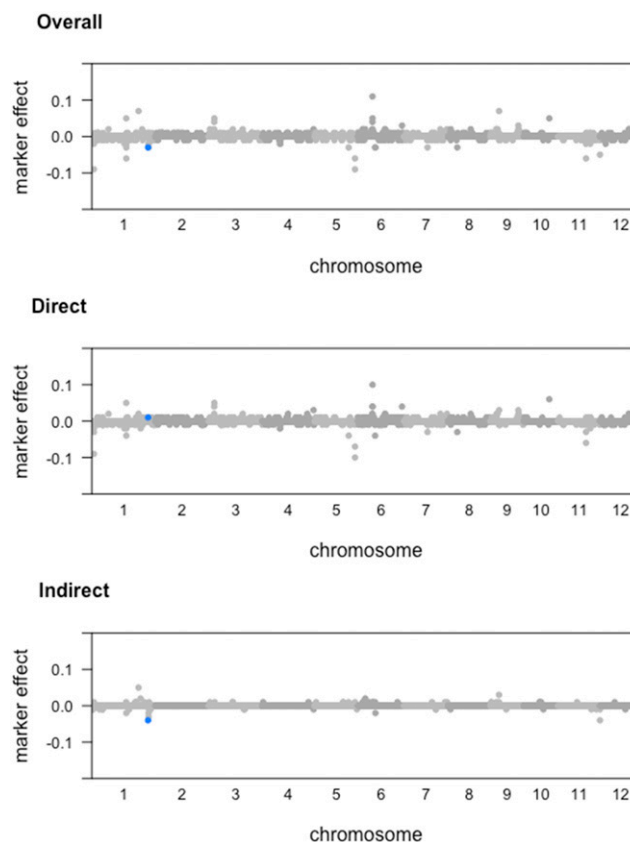 Overall
marker effect
0.1
0.0
-0.1
1 2 3 4 5 6 7 8 9 10 11 12
chromosome
Direct
marker effect
0.1
0.0
-0.1
1 2 3 4 5 6 7 8 9 10 11 12
chromosome
Indirect
marker effect
0.1
0.0
-0.1
1 2 3 4 5 6 7 8 9 10 11 12
chromosome